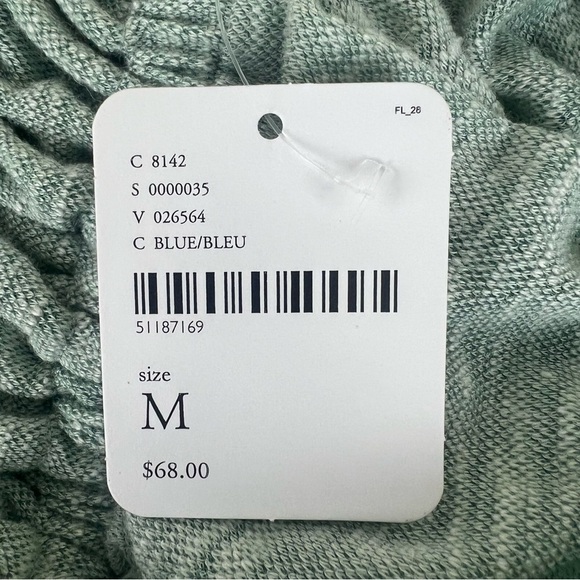 FL_26
C 8142
S 0000035
V 026564
C BLUE/BLEU
51187169
size
M
$68.00